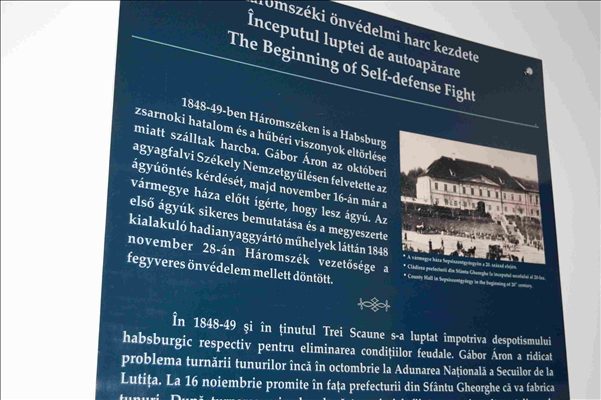 Háromszéki önvédelmi harc kezdete
Începutul luptei de autoapărare
The Beginning of Self-defense Fight
1848-49-ben Háromszéken is a Habsburg
zsarnoki hatalom és a hűbéri viszonyok eltörlése
miatt szálltak harcba. Gábor Áron az októberi
agyagfalvi Székely Nemzetgyűlésen felvetette az
ágyúöntés kérdését, majd november 16-án már a
vármegye háza előtt ígérte, hogy lesz ágyú. Az
első ágyúk sikeres bemutatása és a megyeszerte
kialakuló hadianyaggyártó műhelyek láttán 1848
november 28-án Háromszék vezetősége a
fegyveres önvédelem mellett döntött.
• A vármegye háza Sepsiszentgyörgyön a 20. század elején.
• Clădirea prefecturii din Sfântu Gheorghe la începutul secolului al 20-lea.
• County Hall in Sepsiszentgyörgy in the beginning of 20th century.
În 1848-49 şi în ţinutul Trei Scaune s-a luptat împotriva despotismului
habsburgic respectiv pentru eliminarea condiţiilor feudale. Gábor Áron a ridicat
problema turnării tunurilor încă în octombrie la Adunarea Naţională a Secuilor de la
Lutiţa. La 16 noiembrie promite în faţa prefecturii din Sfântu Gheorghe că va fabrica
tunuri. După